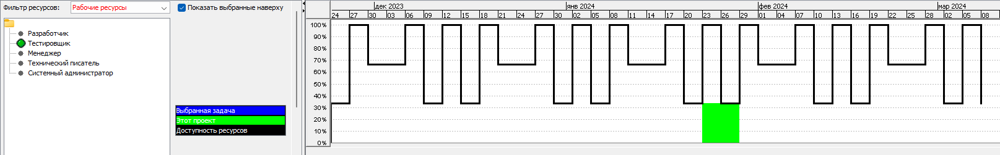 Фильтр ресурсов: Рабочие ресурсы
Показать выбранные наверху
Разработчик
Тестировщик
Менеджер
Технический писатель
Системный администратор
Выбранная задача
Этот проект
Доступность ресурсов
дек 2023 янв 2024 фев 2024 мар 2024
24 27 30 03 06 09 12 15 18 21 24 27 30 02 05 08 11 14 17 20 23 26 29 01 04 07 10 13 16 19 22 25 28 02 05 08
100%
90%
80%
70%
60%
50%
40%
30%
20%
10%
0%